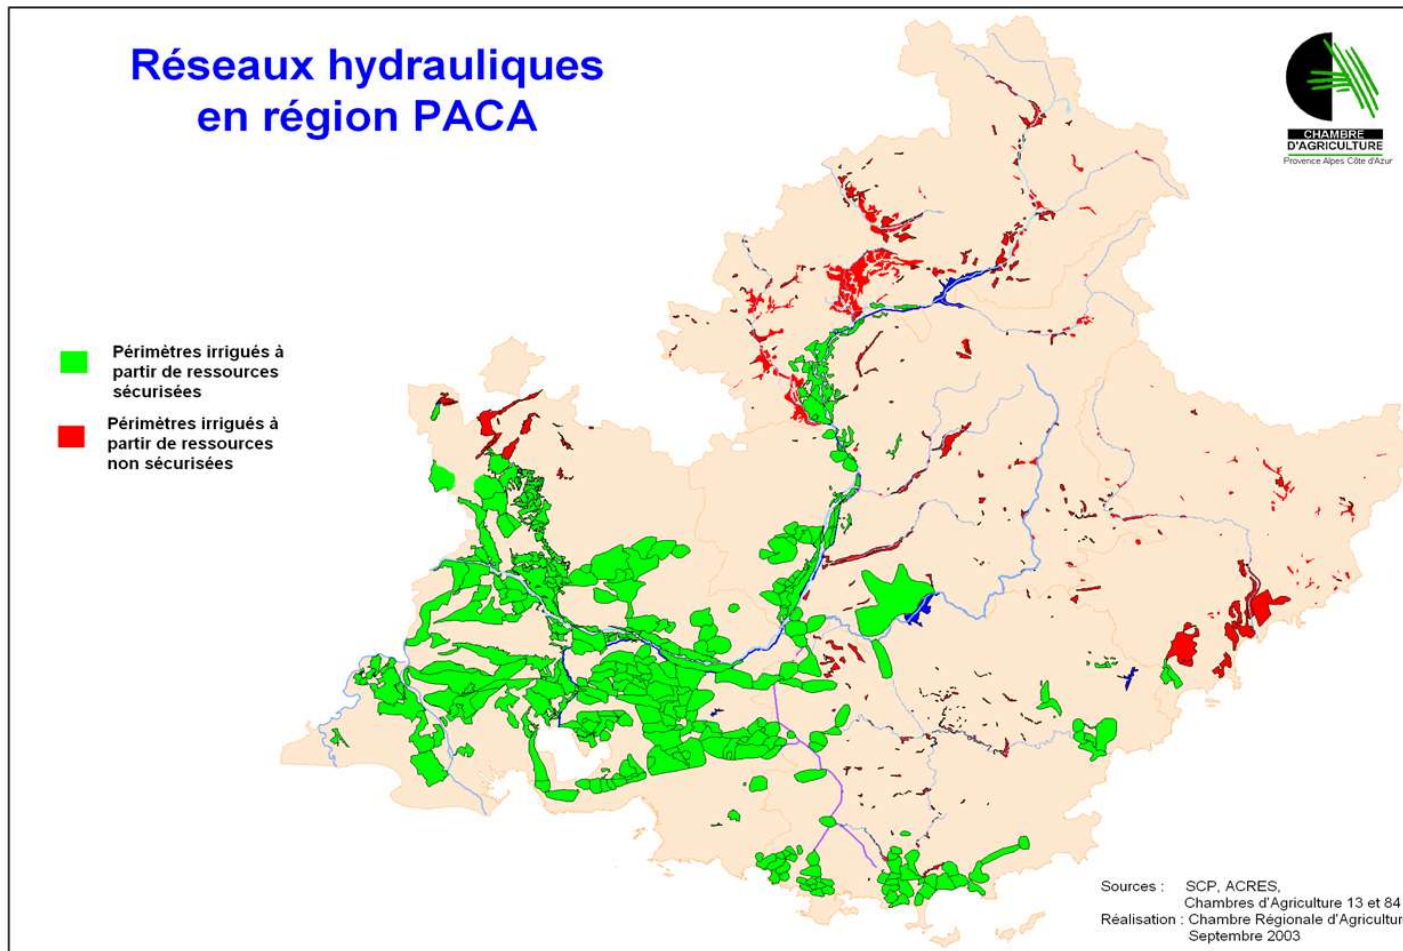 Réseaux hydrauliques
en région PACA
CHAMBRE
D'AGRICULTURE
Provence Alpes Côte d'Azur
Périmètres irrigués à
partir de ressources
sécurisées
Périmètres irrigués à
partir de ressources
non sécurisées
Sources : SCP, ACRES,
Chambres d'Agriculture 13 et 84
Réalisation : Chambre Régionale d'Agricultur
Septembre 2003